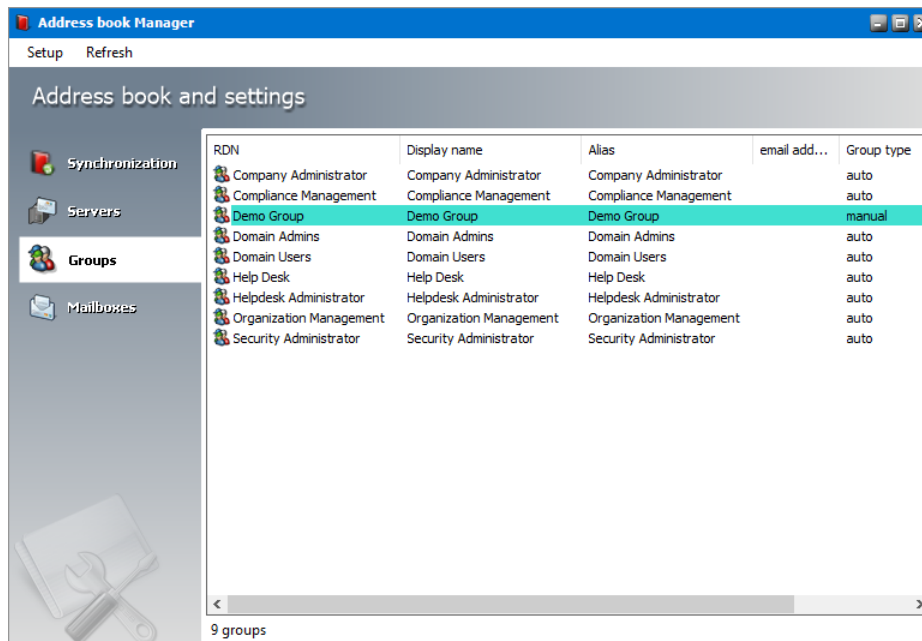 Address book Manager
Setup Refresh
Address book and settings
Synchronization
Servers
Groups
Mailboxes
RDN Display name Alias email add... Group type
Company Administrator Company Administrator Company Administrator auto
Compliance Management Compliance Management Compliance Management auto
Demo Group Demo Group Demo Group manual
Domain Admins Domain Admins Domain Admins auto
Domain Users Domain Users Domain Users auto
Help Desk Help Desk Help Desk auto
Helpdesk Administrator Helpdesk Administrator Helpdesk Administrator auto
Organization Management Organization Management Organization Management auto
Security Administrator Security Administrator Security Administrator auto
9 groups